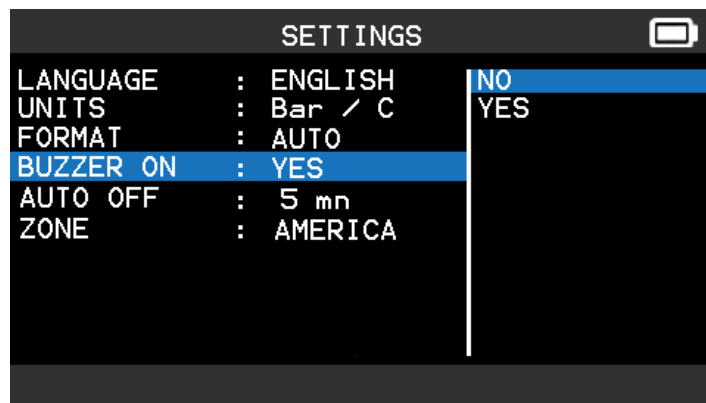 SETTINGS
LANGUAGE : ENGLISH
UNITS : Bar / C
FORMAT : AUTO
BUZZER ON : YES
AUTO OFF : 5 mn
ZONE : AMERICA
NO
YES